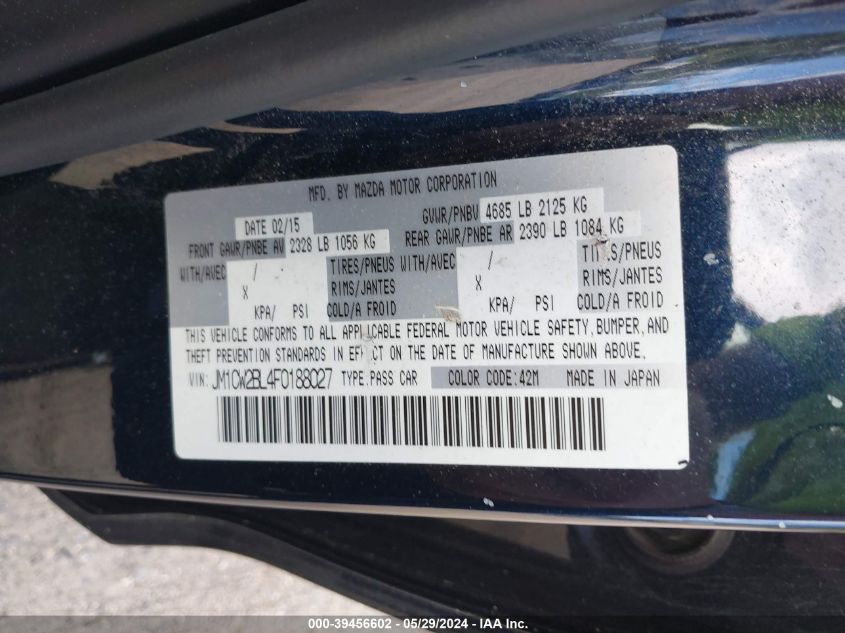 MFD. BY MAZDA MOTOR CORPORATION
DATE 02/15 GVWR/PNBV 4685 LB 2125 KG
FRONT GAWR/PNBE AV 2328 LB 1056 KG REAR GAWR/PNBE AR 2390 LB 1084 KG
WITH/AVEC / TIRES/PNEUS WITH/AVEC / TIRES/PNEUS
X RIMS/JANTES X RIMS/JANTES
KPA/ PSI COLD/A FROID KPA/ PSI COLD/A FROID
THIS VEHICLE CONFORMS TO ALL APPLICABLE FEDERAL MOTOR VEHICLE SAFETY, BUMPER, AND
THEFT PREVENTION STANDARDS IN EFFECT ON THE DATE OF MANUFACTURE SHOWN ABOVE.
VIN: JM1CW2BL4F0188027 TYPE:PASS CAR COLOR CODE:42M MADE IN JAPAN
000-39456602 - 05/29/2024 - IAA Inc.